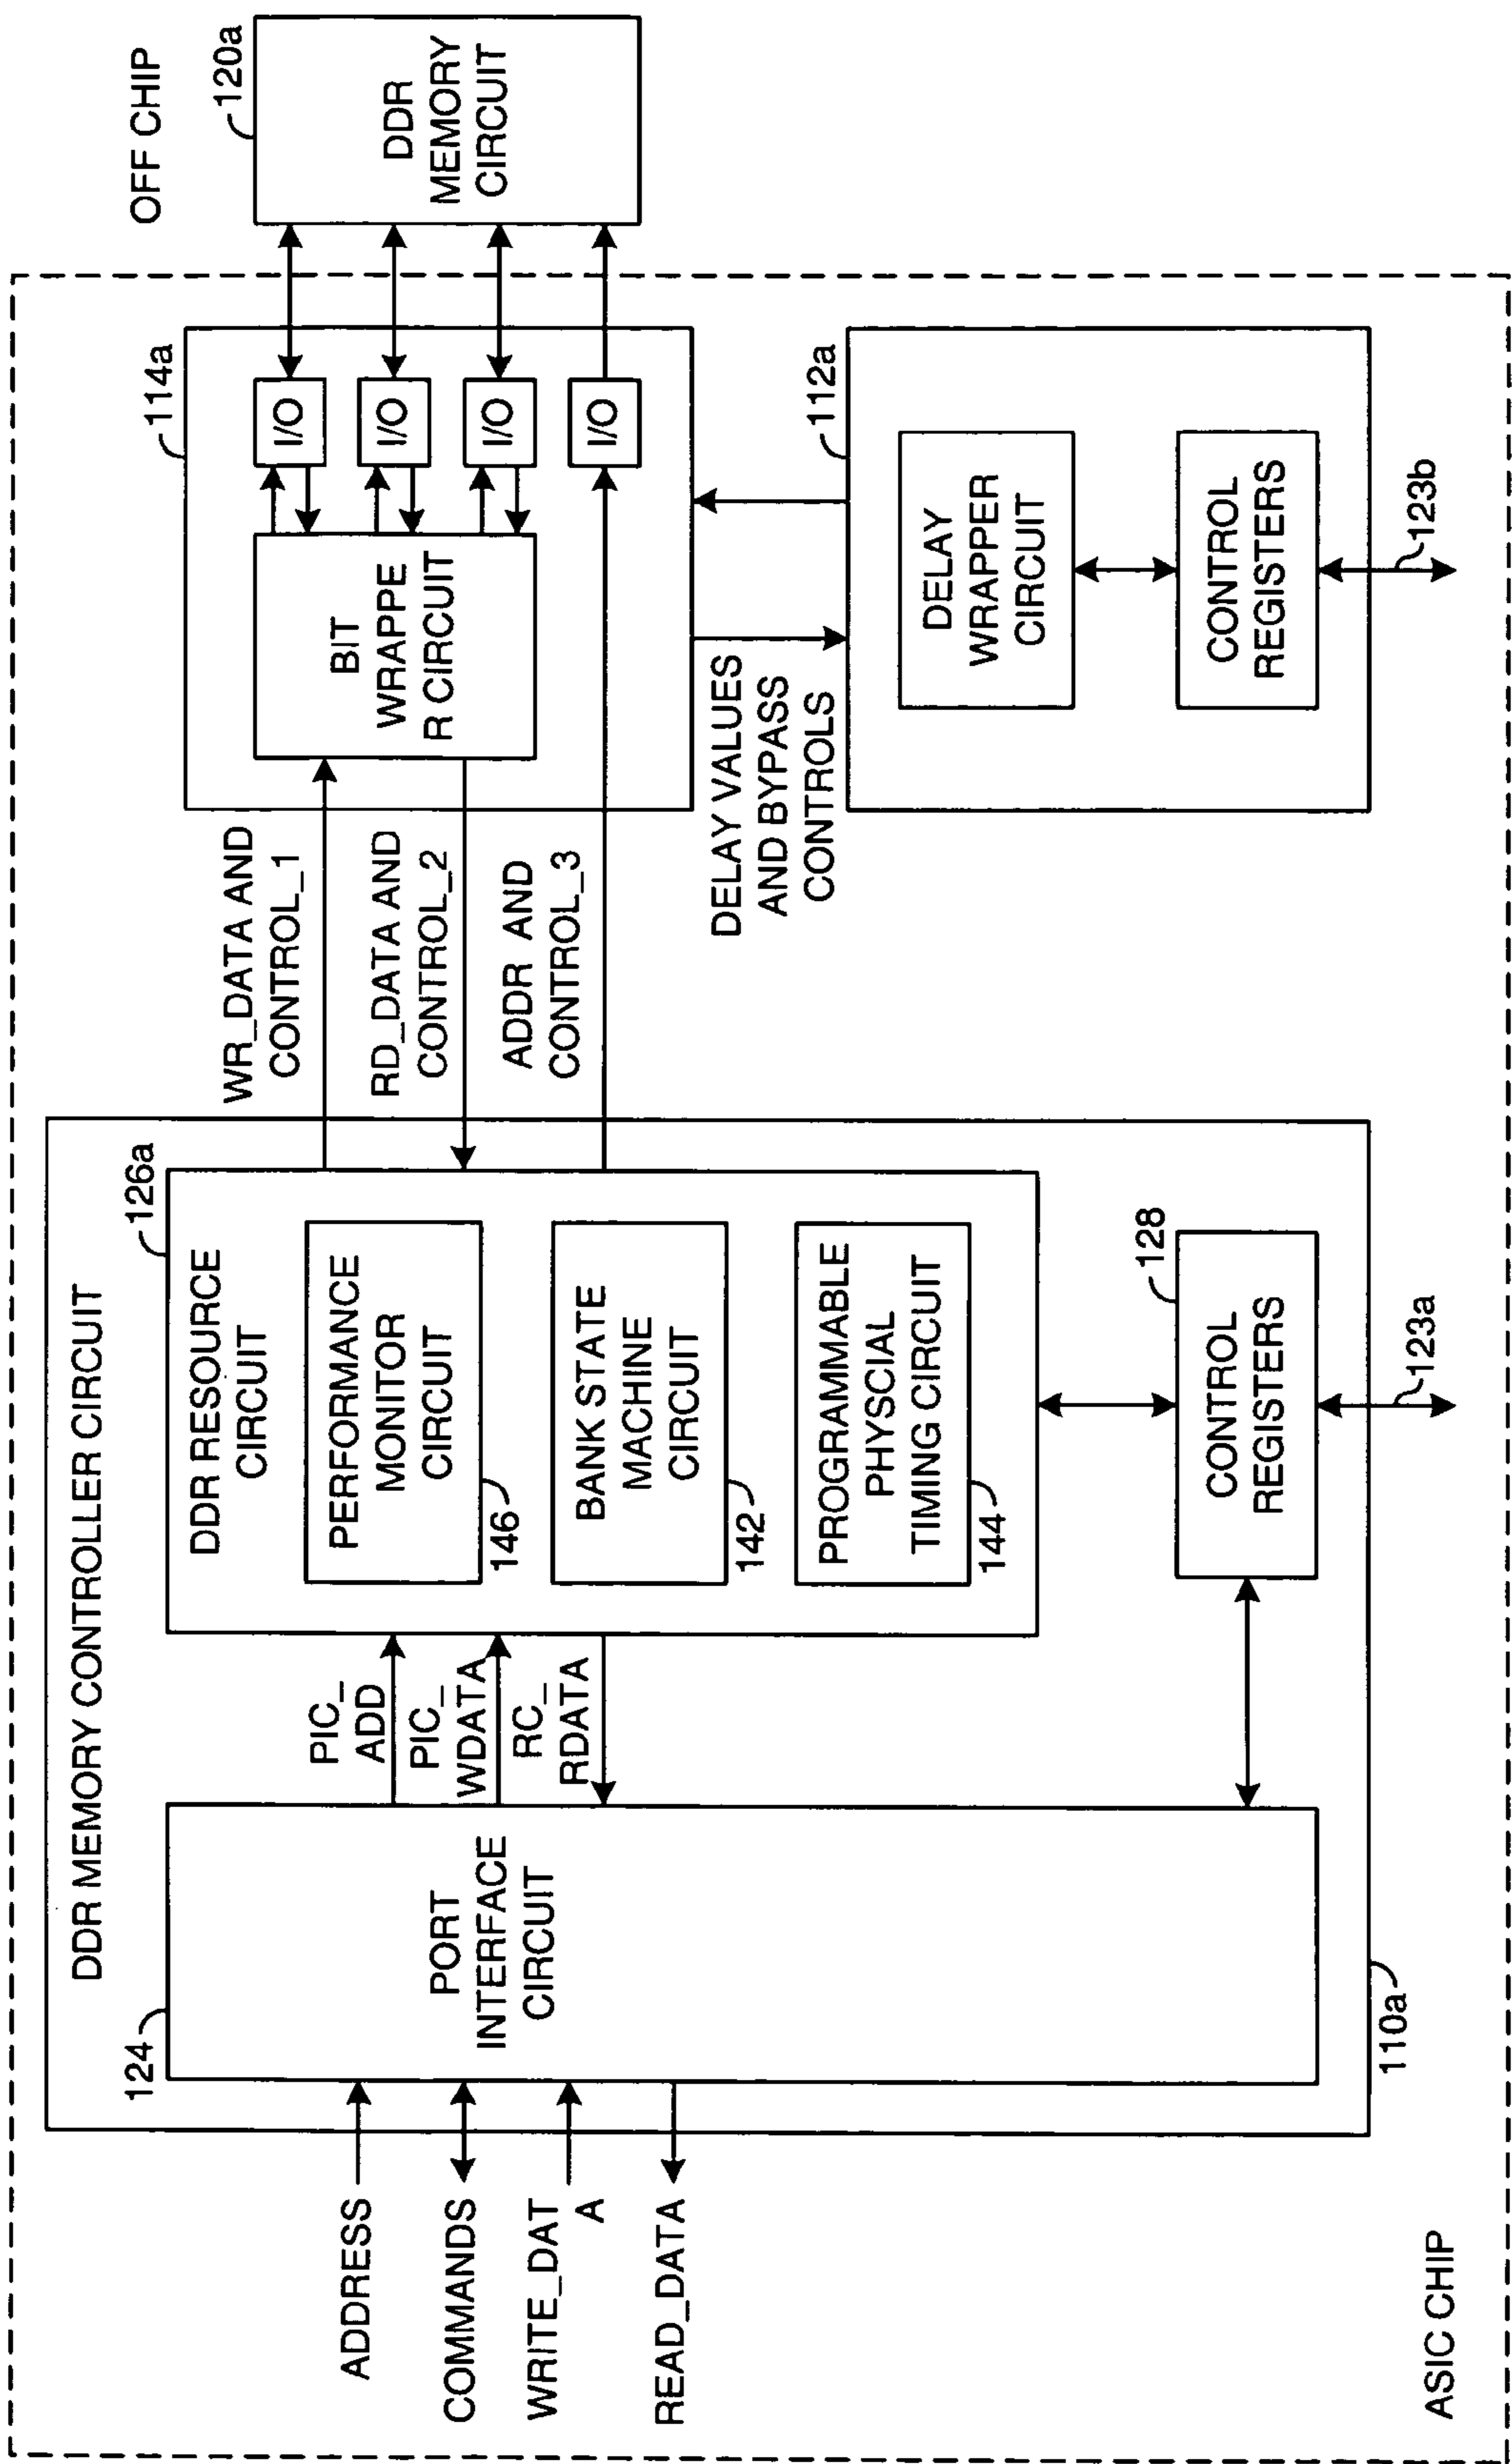 OFF CHIP
120a
DDR
MEMORY
CIRCUIT
114a
I/O
I/O
I/O
I/O
BIT
WRAPPE
R CIRCUIT
WR_DATA AND
CONTROL_1
RD_DATA AND
CONTROL_2
ADDR AND
CONTROL_3
DELAY VALUES
AND BYPASS
CONTROLS
112a
DELAY
WRAPPER
CIRCUIT
CONTROL
REGISTERS
123b
DDR MEMORY CONTROLLER CIRCUIT
126a
DDR RESOURCE
CIRCUIT
PERFORMANCE
MONITOR
CIRCUIT
146
BANK STATE
MACHINE
CIRCUIT
142
PROGRAMMABLE
PHYSCIAL
TIMING CIRCUIT
144
128
CONTROL
REGISTERS
123a
PIC_
ADD
PIC_
WDATA
RC_
RDATA
124
PORT
INTERFACE
CIRCUIT
110a
ADDRESS
COMMANDS
WRITE_DAT
A
READ_DATA
ASIC CHIP